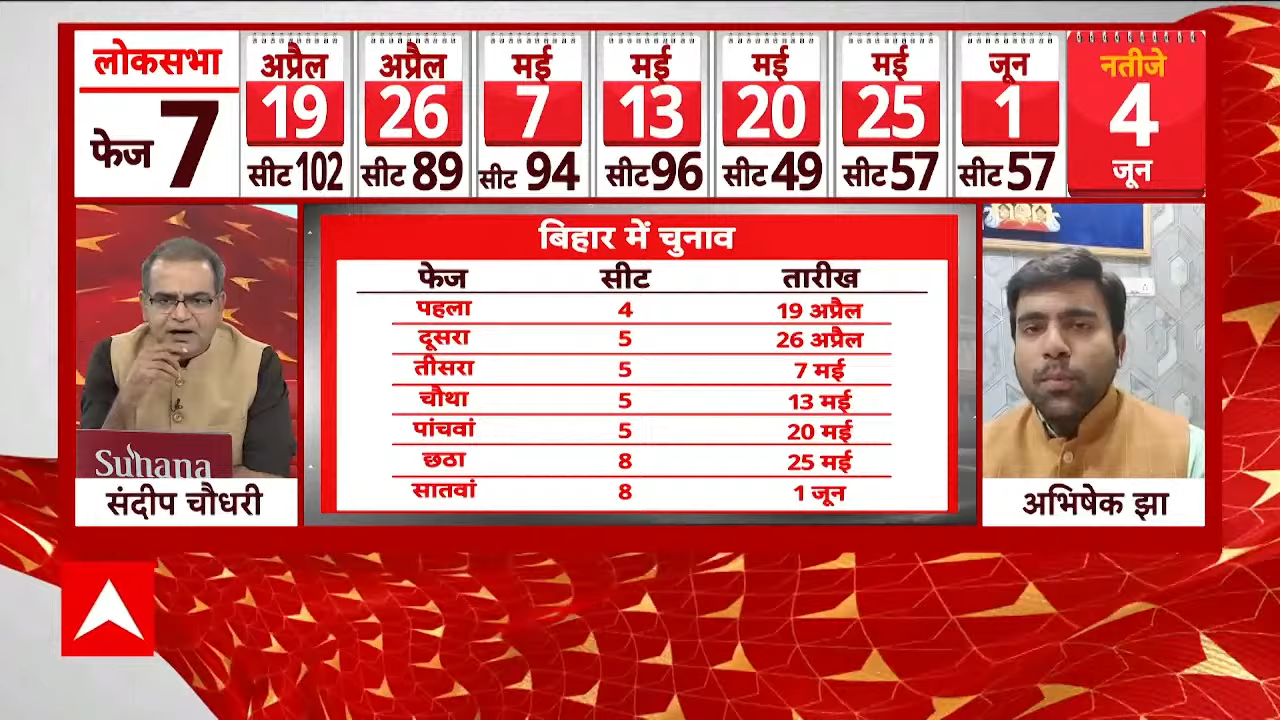 लोकसभा
फेज 7
अप्रैल
19
सीट 102
अप्रैल
26
सीट 89
मई
7
सीट 94
मई
13
सीट 96
मई
20
सीट 49
मई
25
सीट 57
जून
1
सीट 57
नतीजे
4
जून
बिहार में चुनाव
फेज सीट तारीख
पहला 4 19 अप्रैल
दूसरा 5 26 अप्रैल
तीसरा 5 7 मई
चौथा 5 13 मई
पांचवां 5 20 मई
छठा 8 25 मई
सातवां 8 1 जून
Suhana
संदीप चौधरी
अभिषेक झा